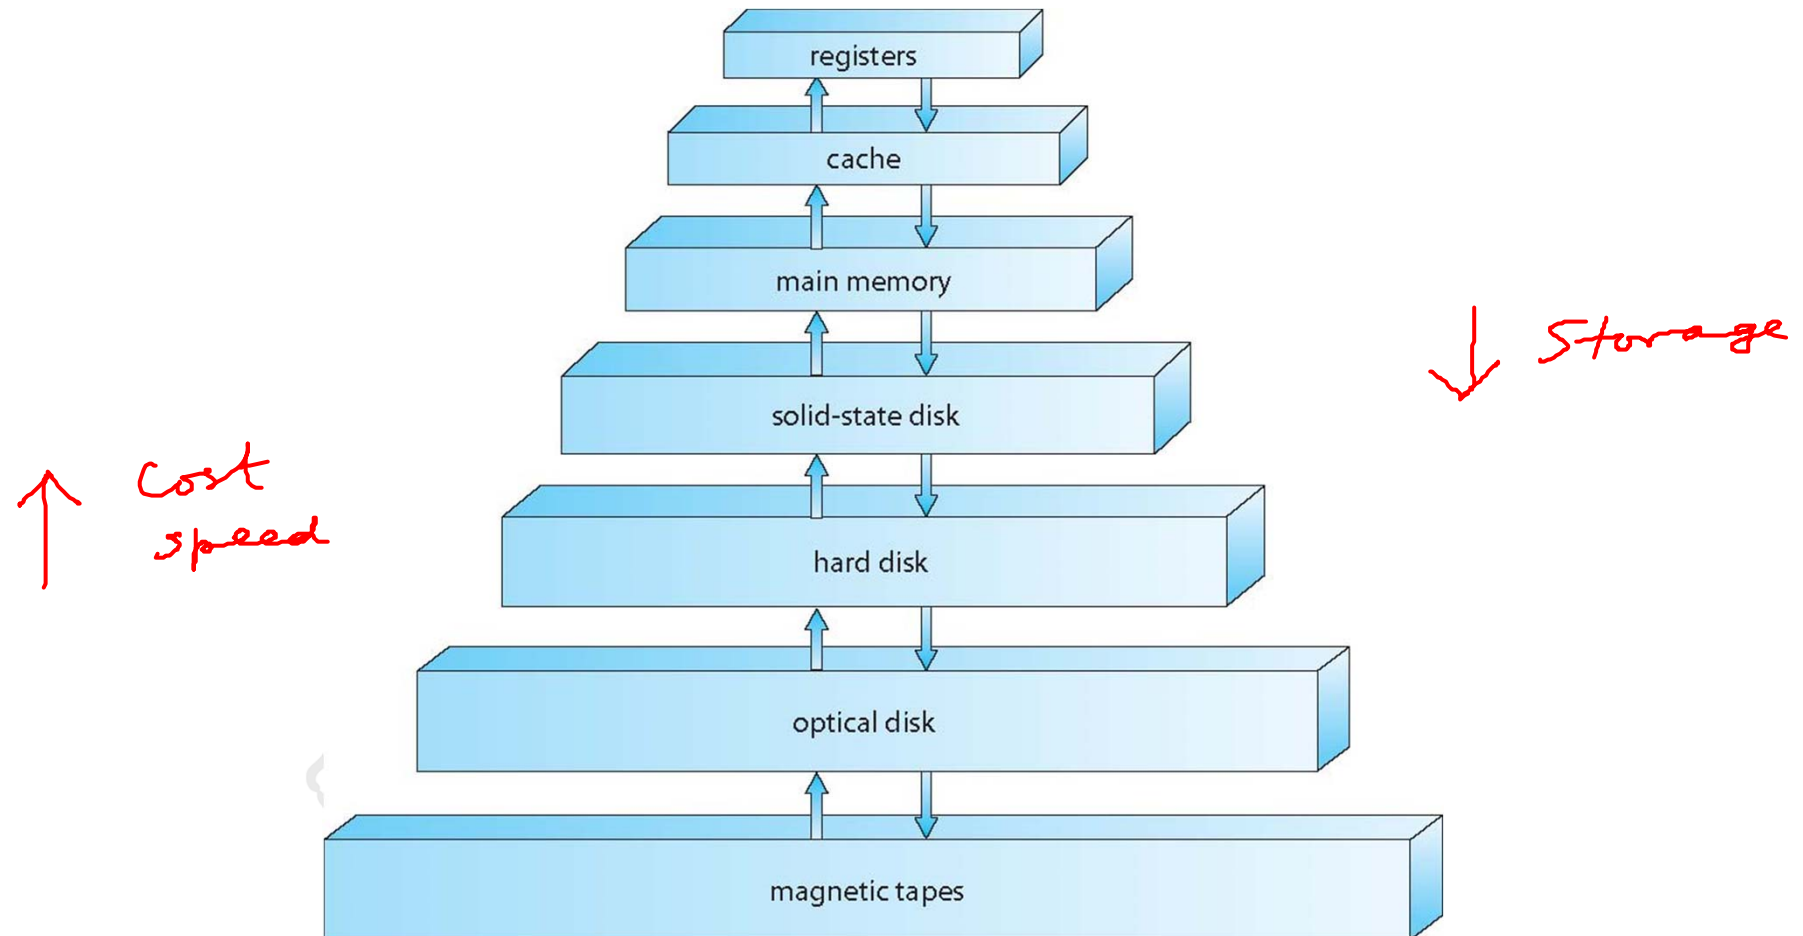 registers
cache
main memory
Storage
solid-state disk
Cost
speed
hard disk
optical disk
magnetic tapes